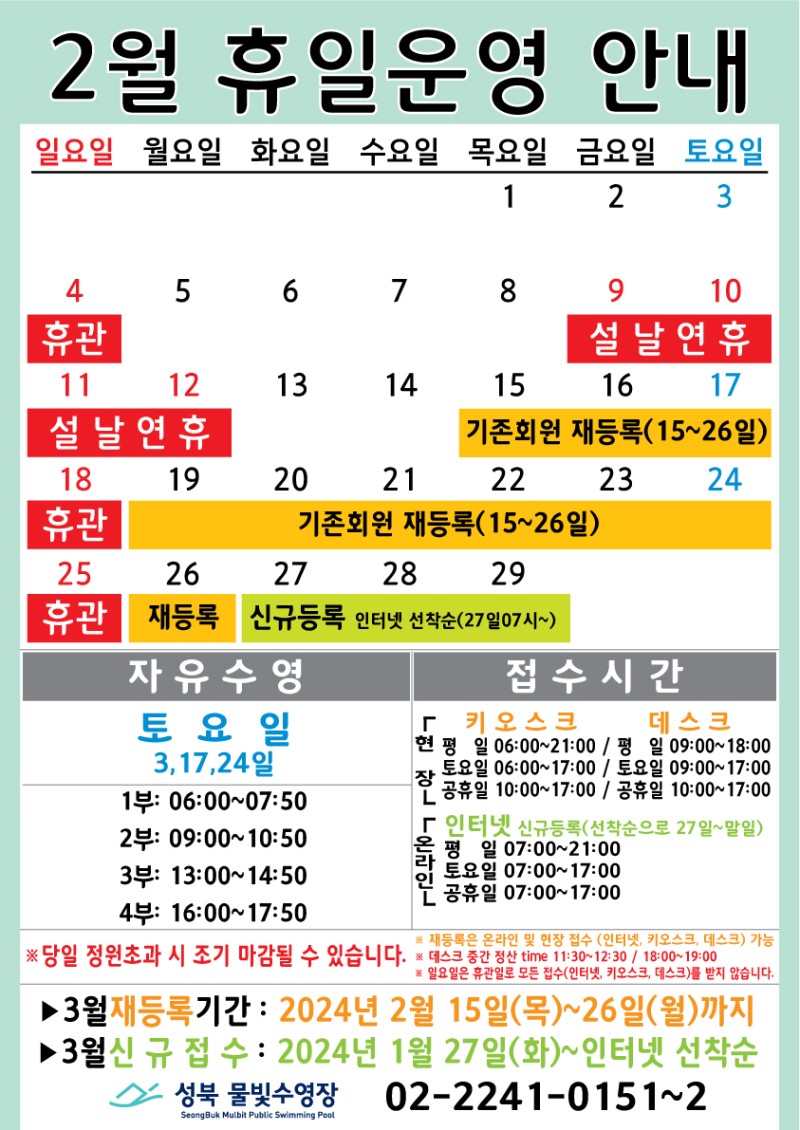 2월 휴일운영 안내
일요일 월요일 화요일 수요일 목요일 금요일 토요일
1 2 3
4 5 6 7 8 9 10
휴관 설 날 연 휴
11 12 13 14 15 16 17
설 날 연 휴 기존회원 재등록(15~26일)
18 19 20 21 22 23 24
휴관 기존회원 재등록(15~26일)
25 26 27 28 29
휴관 재등록 신규등록 인터넷 선착순(27일07시~)
자 유 수 영
토 요 일
3,17,24일
1부: 06:00~07:50
2부: 09:00~10:50
3부: 13:00~14:50
4부: 16:00~17:50
※당일 정원초과 시 조기 마감될 수 있습니다.
접 수 시 간
「현 장」
키 오 스 크 데 스 크
평 일 06:00~21:00 / 평 일 09:00~18:00
토요일 06:00~17:00 / 토요일 09:00~17:00
공휴일 10:00~17:00 / 공휴일 10:00~17:00
「온라인」
인터넷 신규등록(선착순으로 27일~말일)
평 일 07:00~21:00
토요일 07:00~17:00
공휴일 07:00~17:00
※ 재등록은 온라인 및 현장 접수 (인터넷, 키오스크, 데스크) 가능
※ 데스크 중간 정산 time 11:30~12:30 / 18:00~19:00
※ 일요일은 휴관일로 모든 접수(인터넷, 키오스크, 데스크)를 받지 않습니다.
▶3월재등록기간 : 2024년 2월 15일(목)~26일(월)까지
▶3월신 규 접 수 : 2024년 1월 27일(화)~인터넷 선착순
성북 물빛수영장 02-2241-0151~2
SeongBuk Mulbit Public Swimming Pool